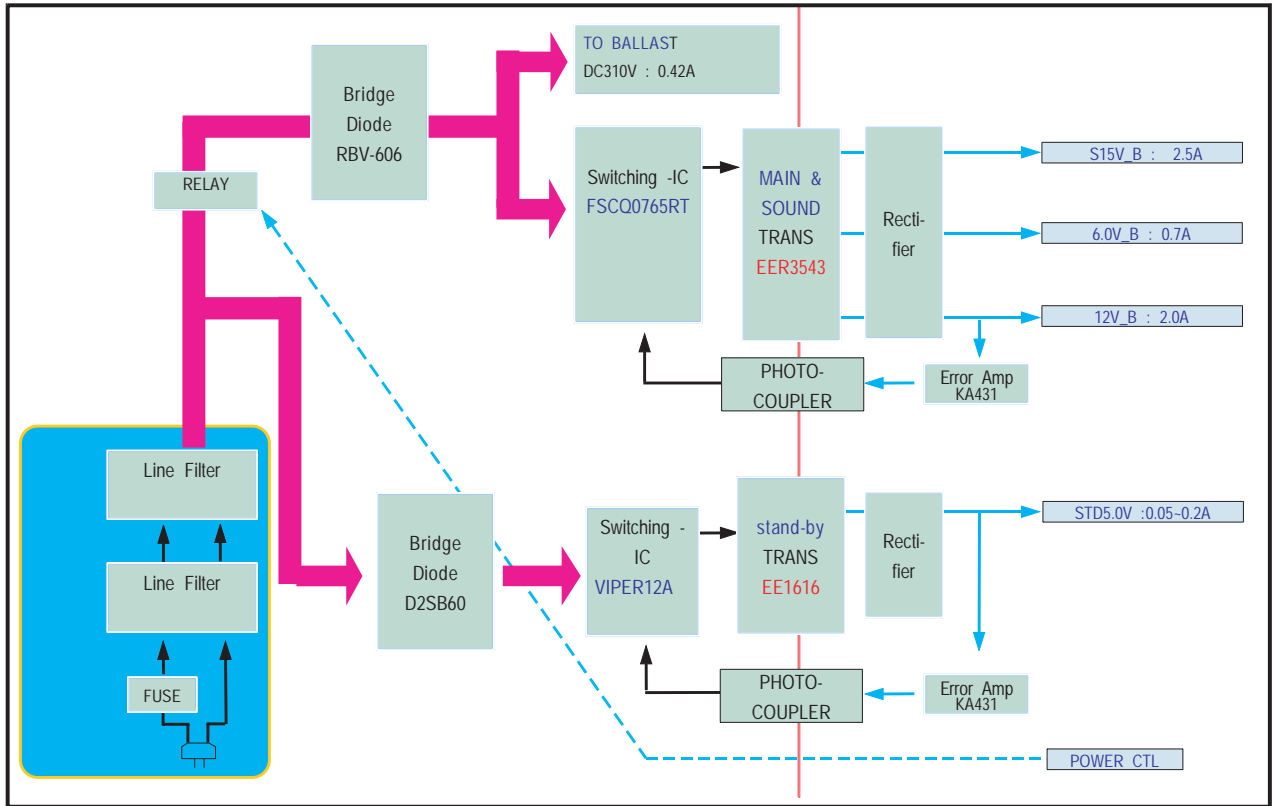 TO BALLAST
DC310V : 0.42A
Bridge
Diode
RBV-606
RELAY
Switching -IC
FSCQ0765RT
MAIN &
SOUND
TRANS
EER3543
Recti-
fier
S15V_B : 2.5A
6.0V_B : 0.7A
12V_B : 2.0A
PHOTO-
COUPLER
Error Amp
KA431
Line Filter
Line Filter
FUSE
Bridge
Diode
D2SB60
Switching -
IC
VIPER12A
stand-by
TRANS
EE1616
Recti-
fier
STD5.0V :0.05~0.2A
PHOTO-
COUPLER
Error Amp
KA431
POWER CTL